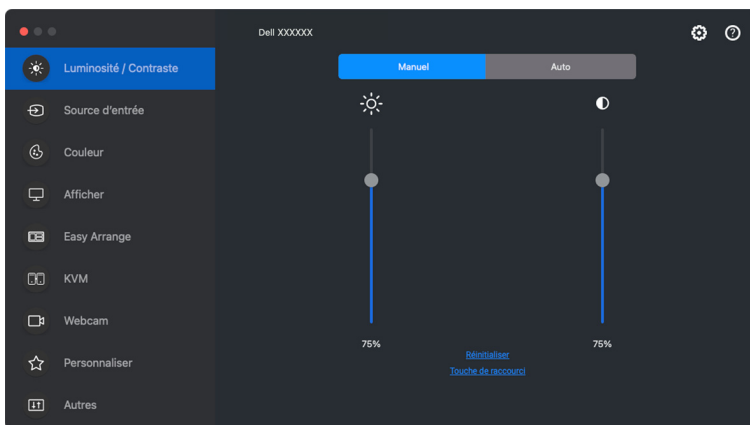 Dell XXXXXX
Luminosité / Contraste
Source d'entrée
Couleur
Afficher
Easy Arrange
KVM
Webcam
Personnaliser
Autres
Manuel
Auto
75%
75%
Réinitialiser
Touche de raccourci